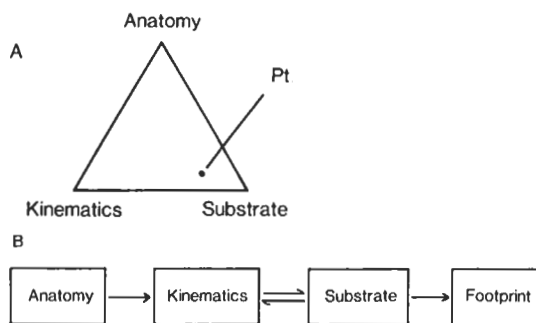 Anatomy
A
Pt
Kinematics Substrate
B
Anatomy Kinematics Substrate Footprint